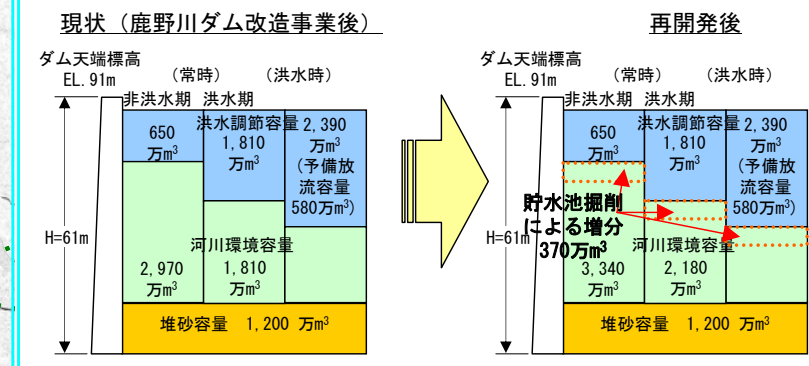 現状（鹿野川ダム改造事業後）
ダム天端標高
EL.91m
（常時）
（洪水時）
非洪水期
洪水期
洪水調節容量
650
万m³
1,810
万m³
2,390
万m³
（予備放
流容量
580万m³）
H=61m
河川環境容量
2,970
万m³
1,810
万m³
堆砂容量 1,200 万m³
再開発後
ダム天端標高
EL.91m
（常時）
（洪水時）
非洪水期
洪水期
洪水調節容量
650
万m³
1,810
万m³
2,390
万m³
（予備放
流容量
580万m³）
貯水池掘削
による増分
370万m³
H=61m
河川環境容量
3,340
万m³
2,180
万m³
堆砂容量 1,200 万m³